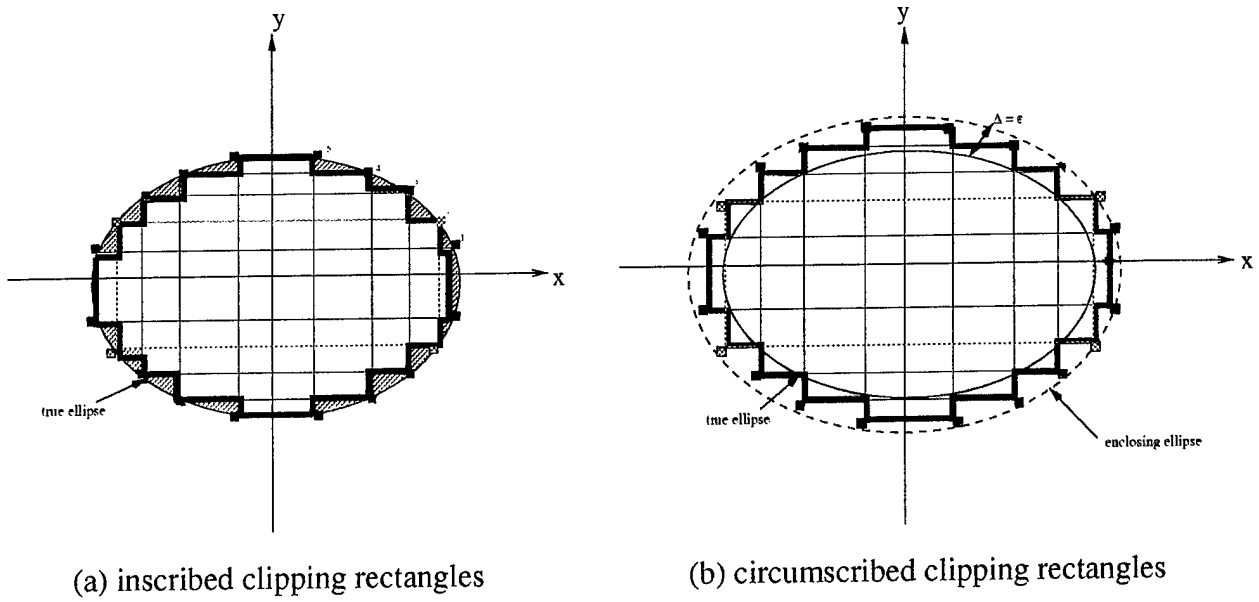 y
x
true ellipse
(a) inscribed clipping rectangles
y
Δ = ε
x
true ellipse
enclosing ellipse
(b) circumscribed clipping rectangles